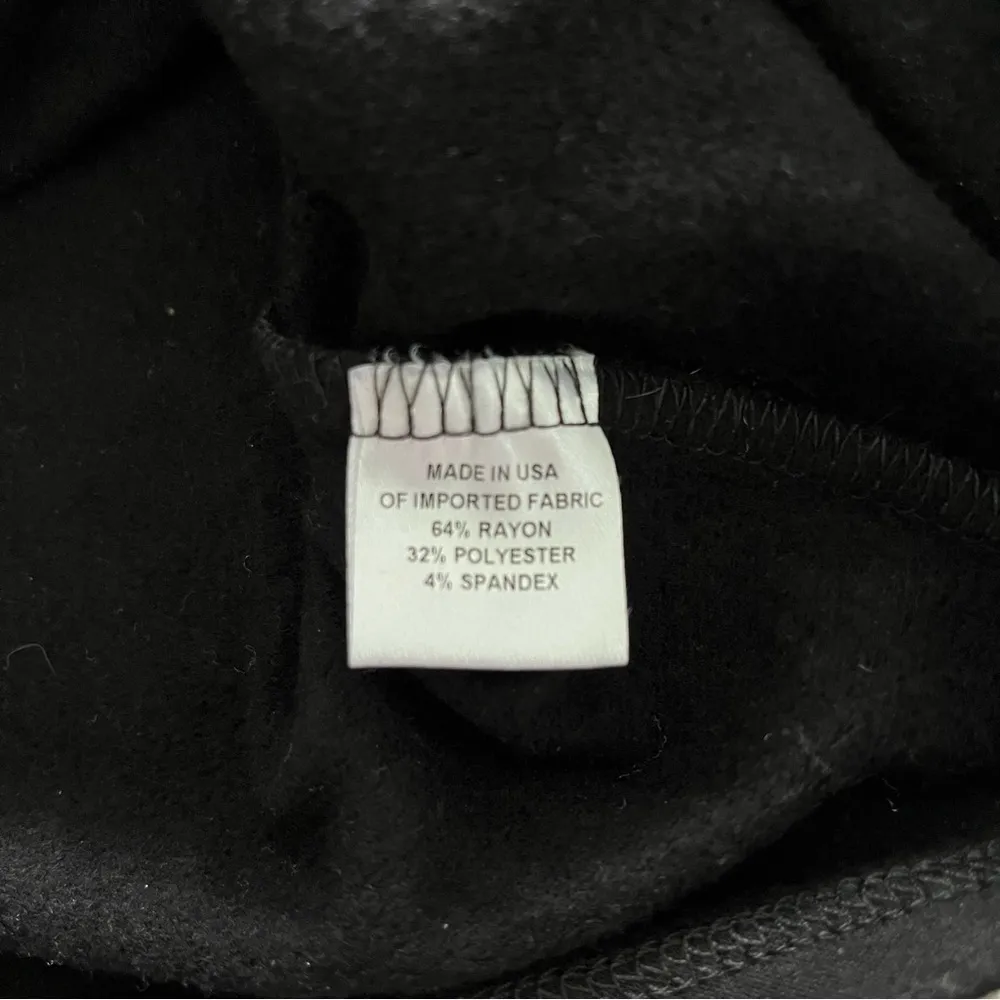 MADE IN USA
OF IMPORTED FABRIC
64% RAYON
32% POLYESTER
4% SPANDEX